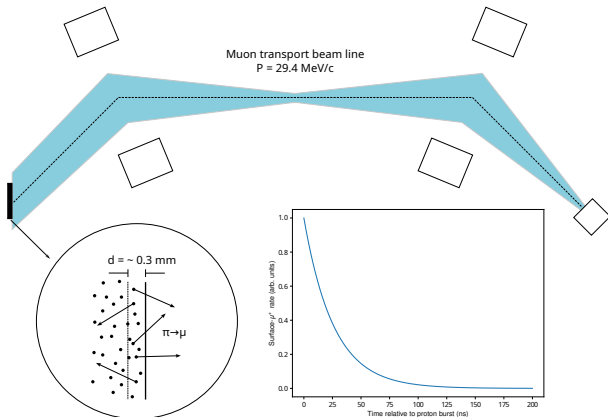 Muon transport beam line
P = 29.4 MeV/c
d = ~ 0.3 mm
π→μ
Surface-μ⁺ rate (arb. units)
1.0
0.8
0.6
0.4
0.2
0.0
0 25 50 75 100 125 150 175 200
Time relative to proton burst (ns)